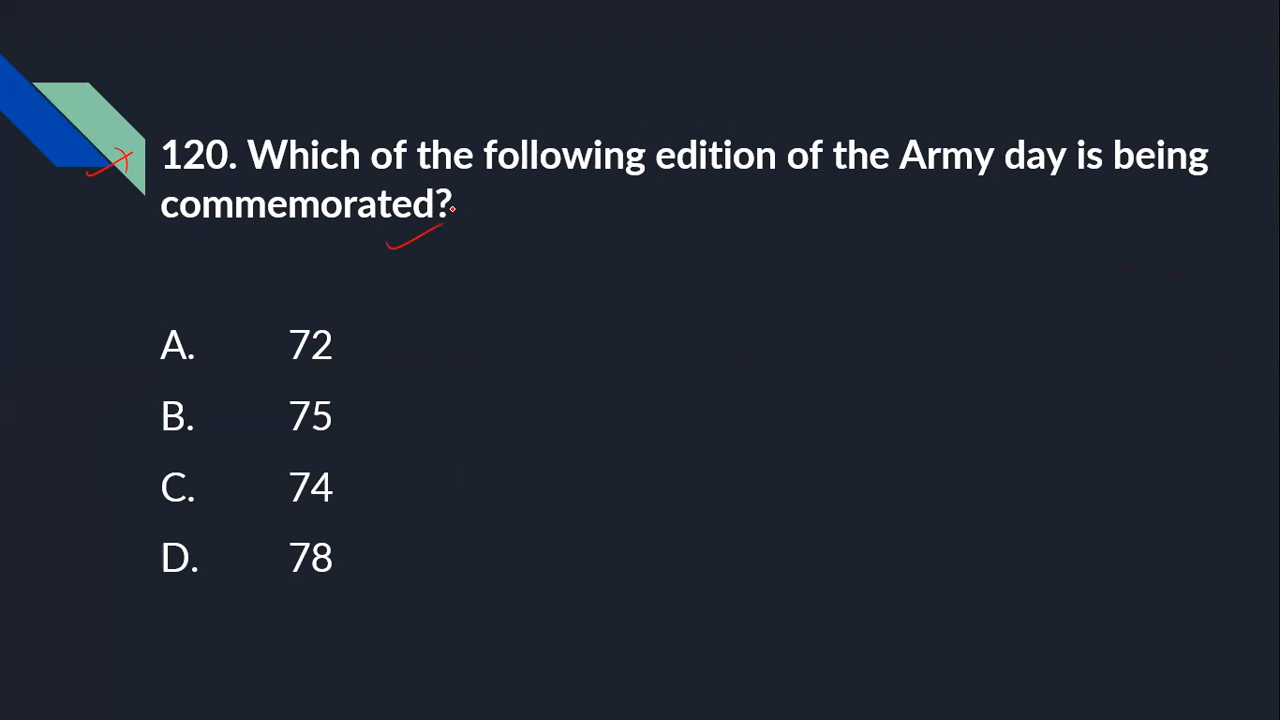 120. Which of the following edition of the Army day is being
commemorated?
A. 72
B. 75
C. 74
D. 78